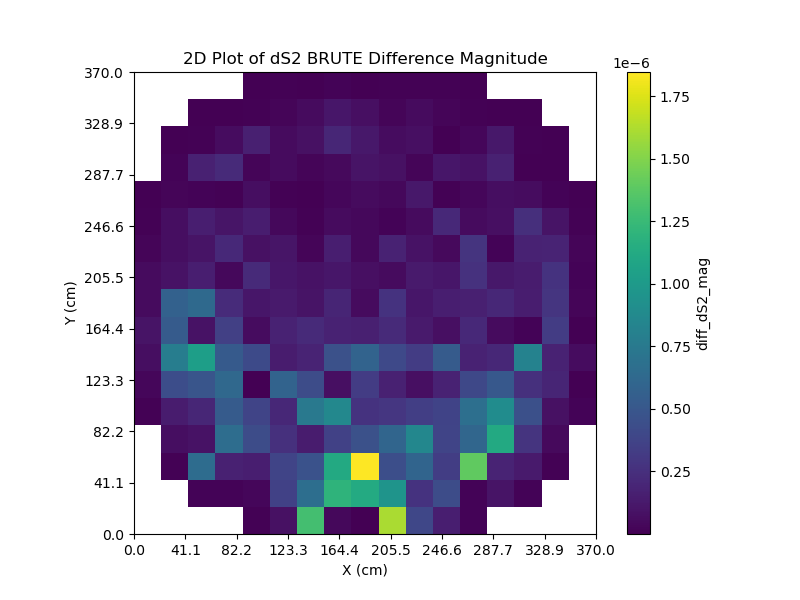 2D Plot of dS2 BRUTE Difference Magnitude
1e−6
370.0
328.9
287.7
246.6
205.5
164.4
123.3
82.2
41.1
0.0
Y (cm)
0.0 41.1 82.2 123.3 164.4 205.5 246.6 287.7 328.9 370.0
X (cm)
1.75
1.50
1.25
1.00
0.75
0.50
0.25
diff_dS2_mag